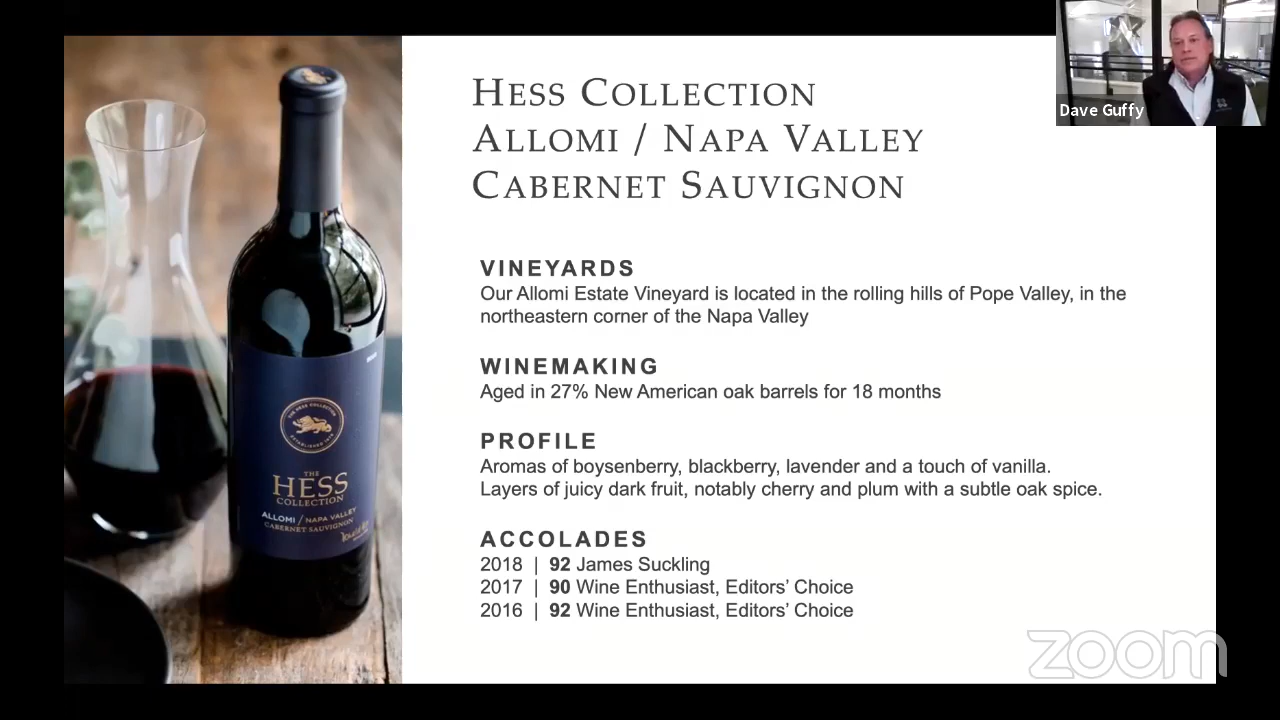 HESS COLLECTION
ALLOMI / NAPA VALLEY
CABERNET SAUVIGNON
Dave Guffy
VINEYARDS
Our Allomi Estate Vineyard is located in the rolling hills of Pope Valley, in the
northeastern corner of the Napa Valley
WINEMAKING
Aged in 27% New American oak barrels for 18 months
PROFILE
Aromas of boysenberry, blackberry, lavender and a touch of vanilla.
Layers of juicy dark fruit, notably cherry and plum with a subtle oak spice.
ACCOLADES
2018 | 92 James Suckling
2017 | 90 Wine Enthusiast, Editors’ Choice
2016 | 92 Wine Enthusiast, Editors’ Choice
THE HESS COLLECTION
THE
HESS
COLLECTION
ALLOMI / NAPA VALLEY
CABERNET SAUVIGNON
zoom